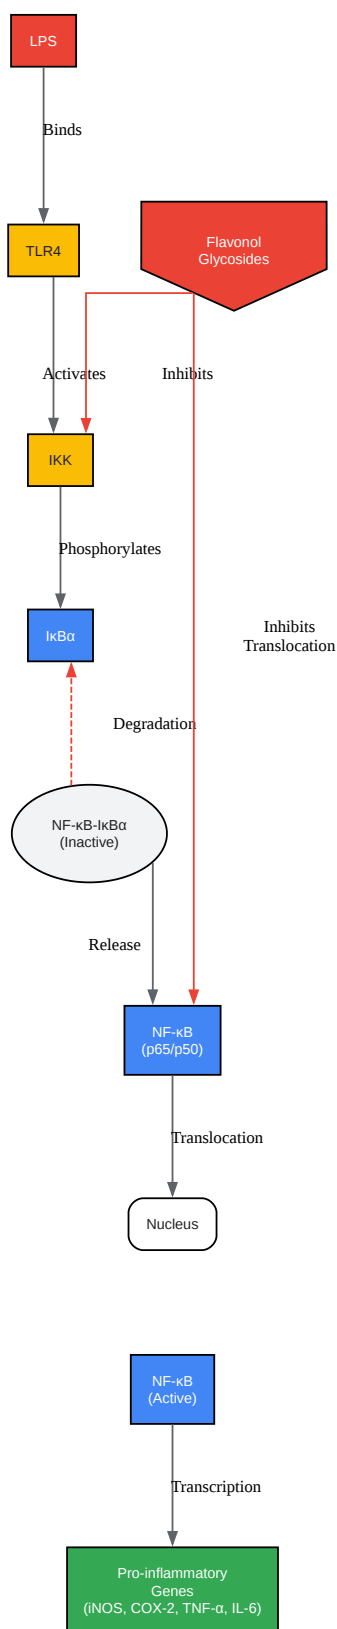 LPS
Binds
TLR4
Flavonol
Glycosides
Activates
Inhibits
IKK
Phosphorylates
Inhibits
Translocation
IκBα
Degradation
NF-κB-IκBα
(Inactive)
Release
NF-κB
(p65/p50)
Translocation
Nucleus
NF-κB
(Active)
Transcription
Pro-inflammatory
Genes
(iNOS, COX-2, TNF-α, IL-6)